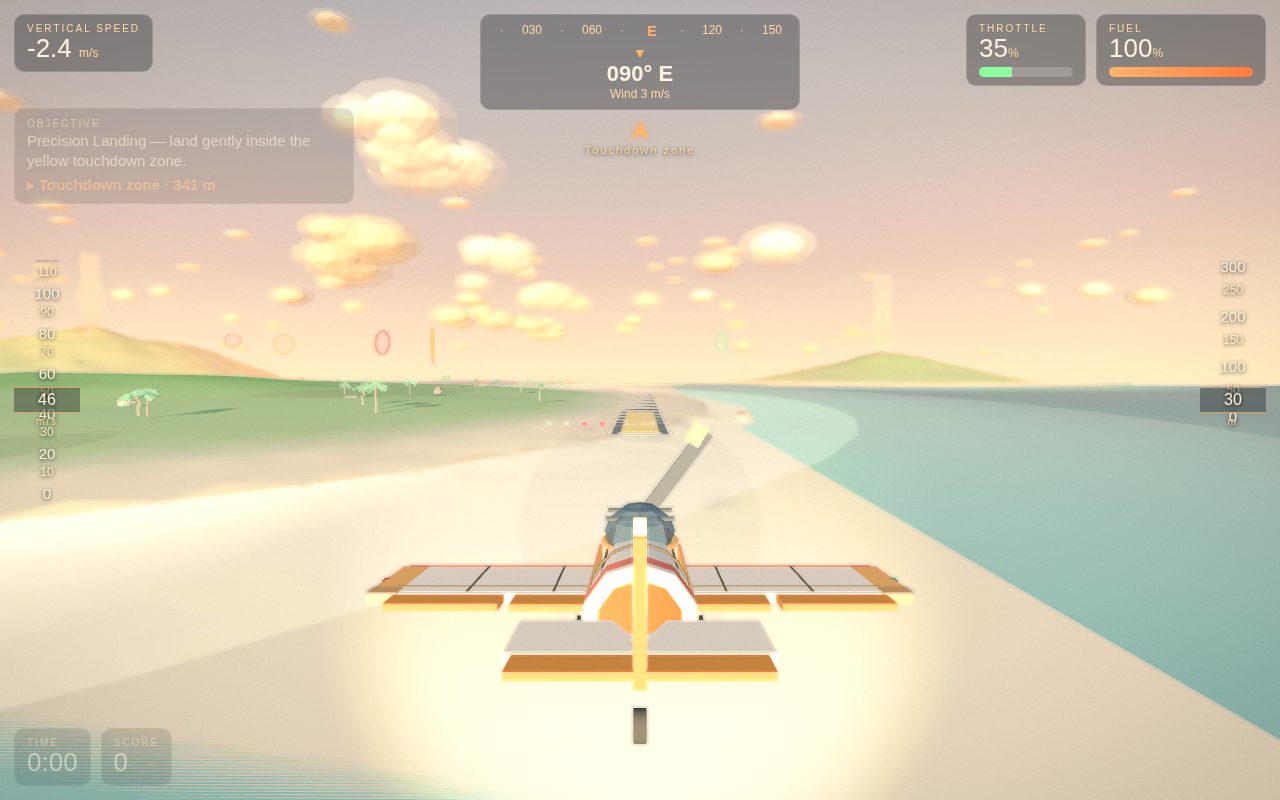 VERTICAL SPEED
-2.4 m/s
· 030 · 060 · E · 120 · 150
▼
090° E
Wind 3 m/s
THROTTLE
35%
FUEL
100%
OBJECTIVE
Precision Landing — land gently inside the
yellow touchdown zone.
▸ Touchdown zone · 341 m
Touchdown zone
110
100
90
80
70
60
50
46
40
m/s
30
20
10
0
300
250
200
150
100
50
30
0
m
TIME
0:00
SCORE
0